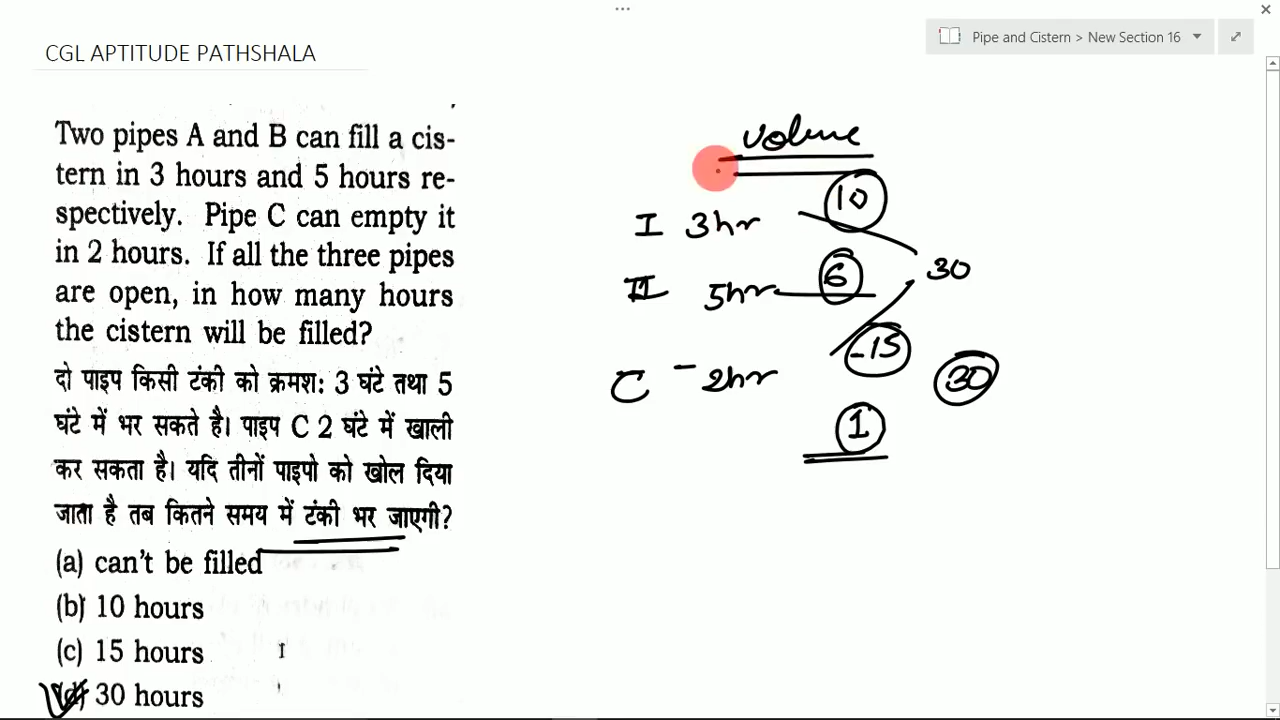 CGL APTITUDE PATHSHALA
Pipe and Cistern > New Section 16
Two pipes A and B can fill a cis-
tern in 3 hours and 5 hours re-
spectively. Pipe C can empty it
in 2 hours. If all the three pipes
are open, in how many hours
the cistern will be filled?
दो पाइप किसी टंकी को क्रमश: 3 घंटे तथा 5
घंटे में भर सकते है। पाइप C 2 घंटे में खाली
कर सकता है। यदि तीनों पाइपो को खोल दिया
जाता है तब कितने समय में टंकी भर जाएगी?
(a) can't be filled
(b) 10 hours
(c) 15 hours
(d) 30 hours
volume
I 3hr 10
II 5hr 6 30
C -2hr -15 30
1